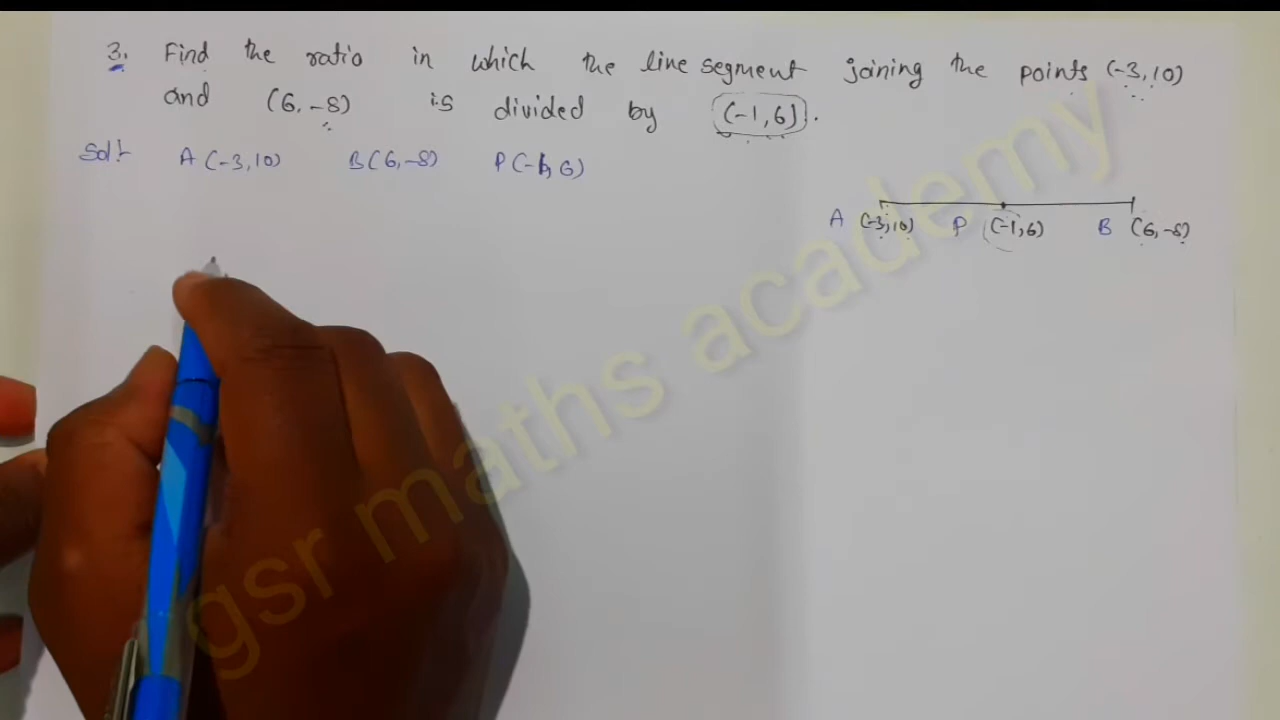 3. Find the ratio in which the line segment joining the points (-3,10)
and (6,-8) is divided by (-1,6).
Sol:- A (-3,10) B(6,-8) P(-1,6)
A (-3,10) P (-1,6) B (6,-8)
gsr maths academy